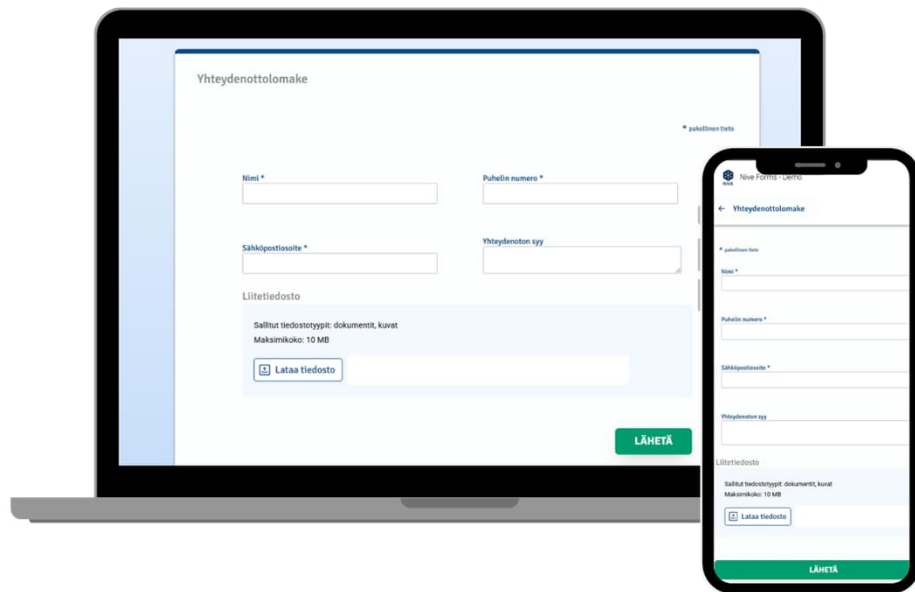 Yhteydenottolomake
* pakollinen tieto
Nimi *
Puhelin numero *
Sähköpostiosoite *
Yhteydenoton syy
Liitetiedosto
Sallitut tiedostotyypit: dokumentit, kuvat
Maksimikoko: 10 MB
Lataa tiedosto
LÄHETÄ
NIVE
Nive Forms - Demo
← Yhteydenottolomake
* pakollinen tieto
Nimi *
Puhelin numero *
Sähköpostiosoite *
Yhteydenoton syy
Liitetiedosto
Sallitut tiedostotyypit: dokumentit, kuvat
Maksimikoko: 10 MB
Lataa tiedosto
LÄHETÄ